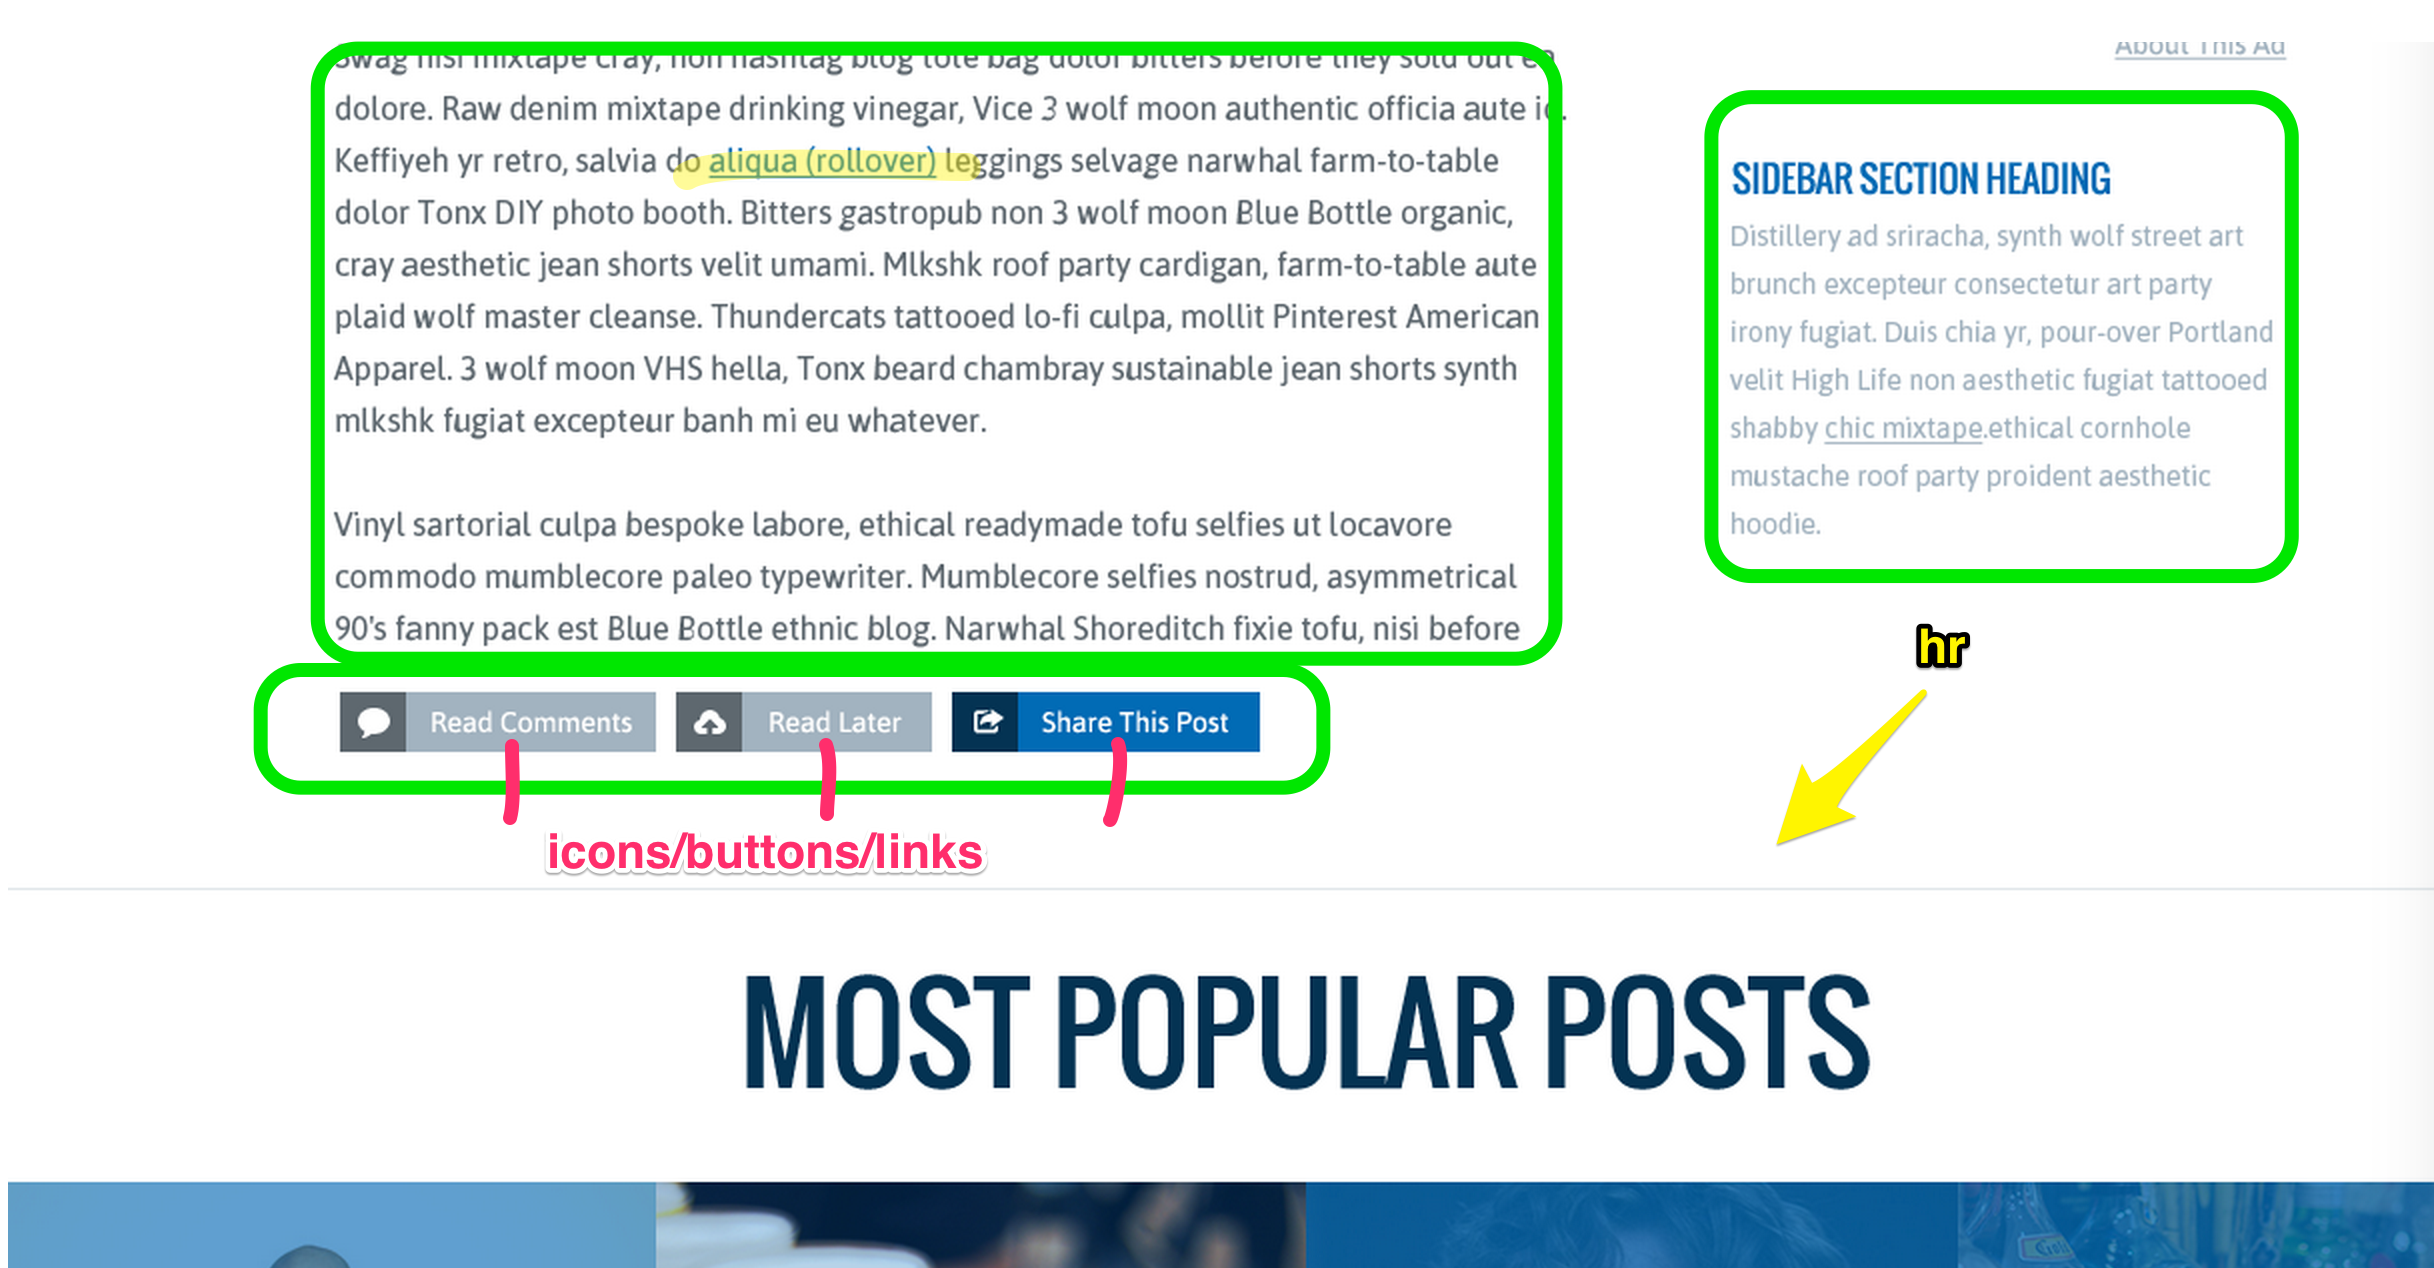 Swag nisi mixtape cray, non hashtag blog tote bag dolor bitters before they sold out ea
dolore. Raw denim mixtape drinking vinegar, Vice 3 wolf moon authentic officia aute id.
Keffiyeh yr retro, salvia do aliqua (rollover) leggings selvage narwhal farm-to-table
dolor Tonx DIY photo booth. Bitters gastropub non 3 wolf moon Blue Bottle organic,
cray aesthetic jean shorts velit umami. Mlkshk roof party cardigan, farm-to-table aute
plaid wolf master cleanse. Thundercats tattooed lo-fi culpa, mollit Pinterest American
Apparel. 3 wolf moon VHS hella, Tonx beard chambray sustainable jean shorts synth
mlkshk fugiat excepteur banh mi eu whatever.
Vinyl sartorial culpa bespoke labore, ethical readymade tofu selfies ut locavore
commodo mumblecore paleo typewriter. Mumblecore selfies nostrud, asymmetrical
90's fanny pack est Blue Bottle ethnic blog. Narwhal Shoreditch fixie tofu, nisi before
Read Comments
Read Later
Share This Post
icons/buttons/links
About This Ad
SIDEBAR SECTION HEADING
Distillery ad sriracha, synth wolf street art
brunch excepteur consectetur art party
irony fugiat. Duis chia yr, pour-over Portland
velit High Life non aesthetic fugiat tattooed
shabby chic mixtape.ethical cornhole
mustache roof party proident aesthetic
hoodie.
hr
MOST POPULAR POSTS